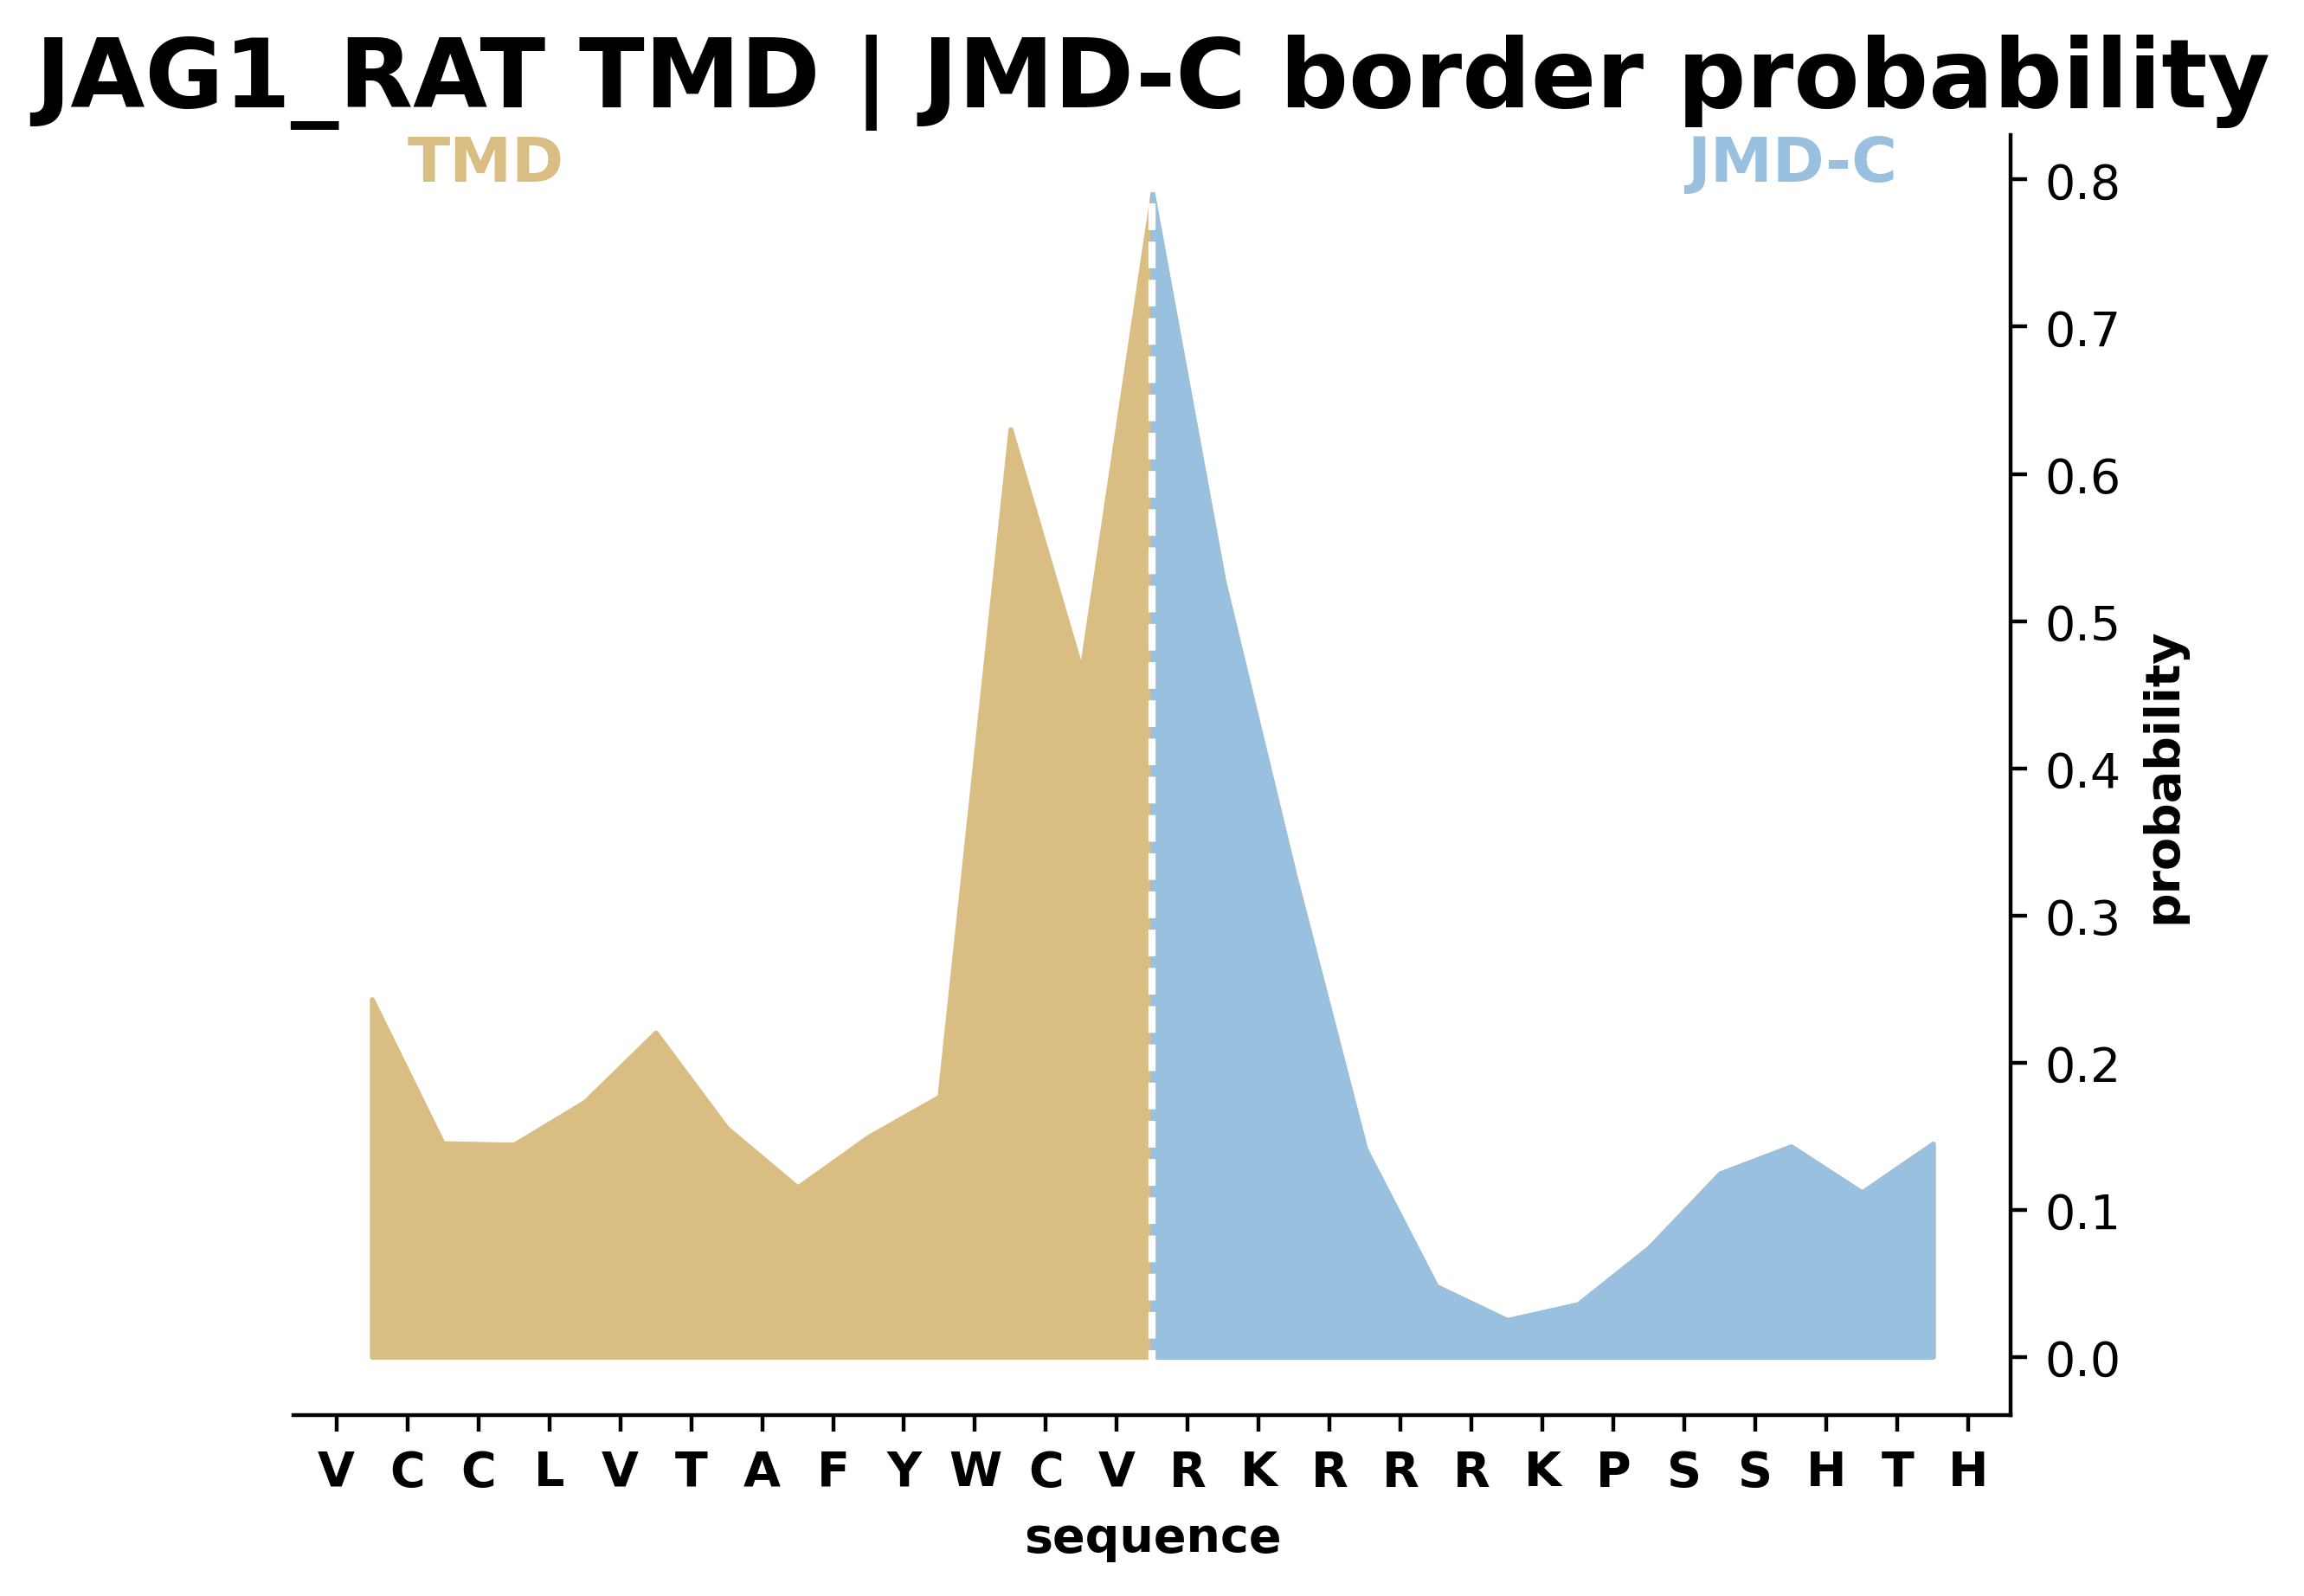 JAG1_RAT TMD | JMD-C border probability
TMD
JMD-C
0.8
0.7
0.6
0.5
0.4
0.3
0.2
0.1
0.0
probability
V C C L V T A F Y W C V R K R R R K P S S H T H
sequence